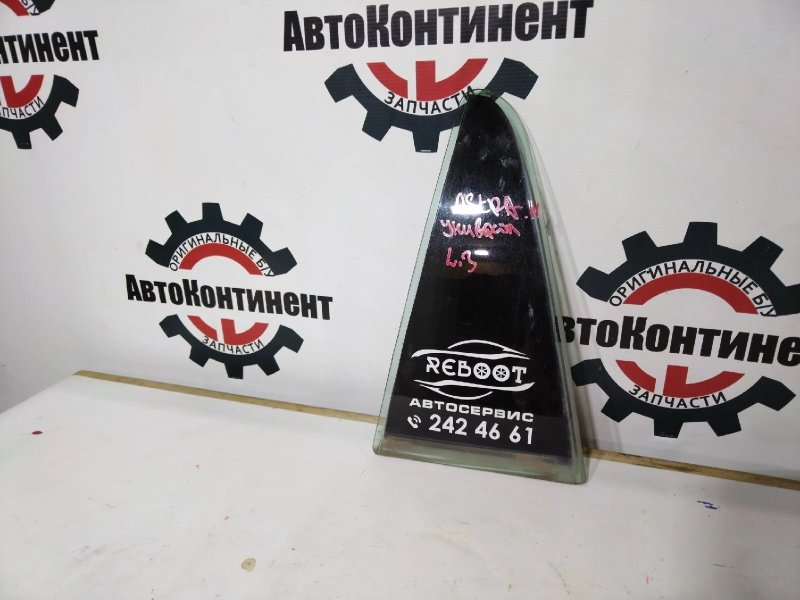 АвтоКонтинент
ЗАПЧАСТИ
ОРИГИНАЛЬНЫЕ Б/У
АвтоКонтинент
ЗАПЧАСТИ
ОРИГИНАЛЬНЫЕ Б/У
АвтоКонтинент
ЗАПЧАСТИ
ASTRA H
универсал
L.З
REBOOT
АВТОСЕРВИС
242 46 61